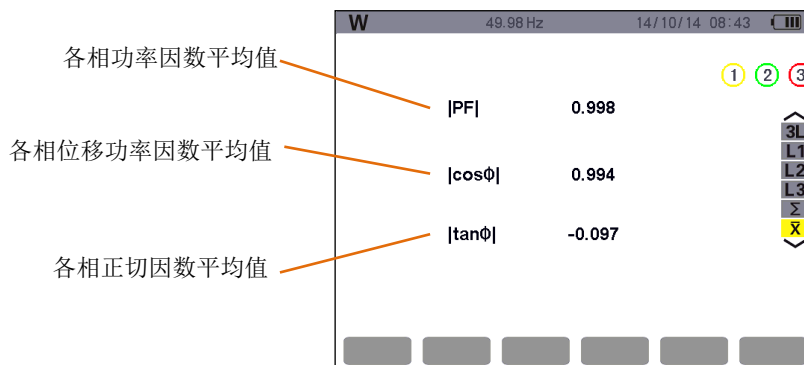 W 49.98 Hz 14/10/14 08:43
各相功率因数平均值
1 2 3
|PF| 0.998
3L
L1
各相位移功率因数平均值
|cosΦ| 0.994
L2
L3
Σ
X̅
|tanΦ| -0.097
各相正切因数平均值